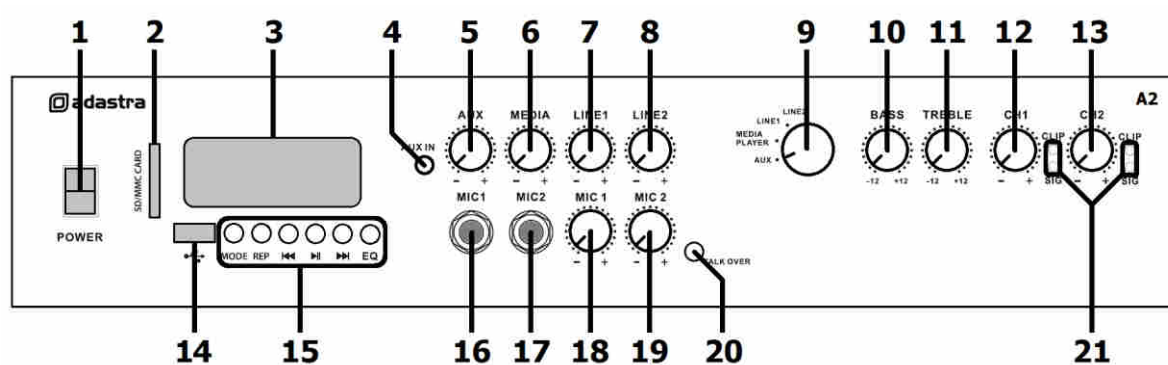 1 2 3 4 5 6 7 8 9 10 11 12 13
adastra
A2
AUX MEDIA LINE1 LINE2
LINE2
LINE1
MEDIA
PLAYER
AUX
BASS TREBLE CH1 CH2
CLIP CLIP
AUX IN
SD/MMC CARD
- + - + - + - +
-12 +12 -12 +12 - + - +
SIG SIG
POWER
MIC1 MIC2 MIC 1 MIC 2
MODE REP EQ
- + - +
TALK OVER
14 15 16 17 18 19 20 21